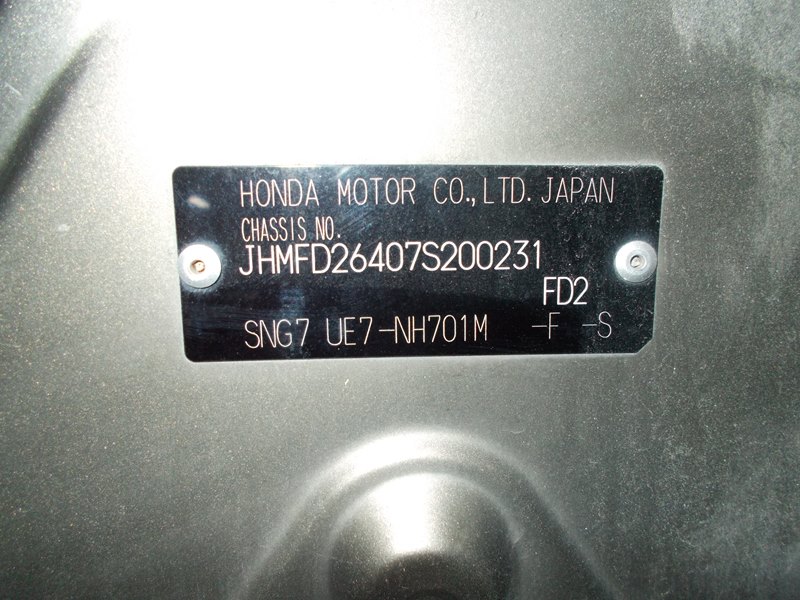 HONDA MOTOR CO.,LTD. JAPAN
CHASSIS NO.
JHMFD26407S200231
FD2
SNG7 UE7-NH701M -F -S